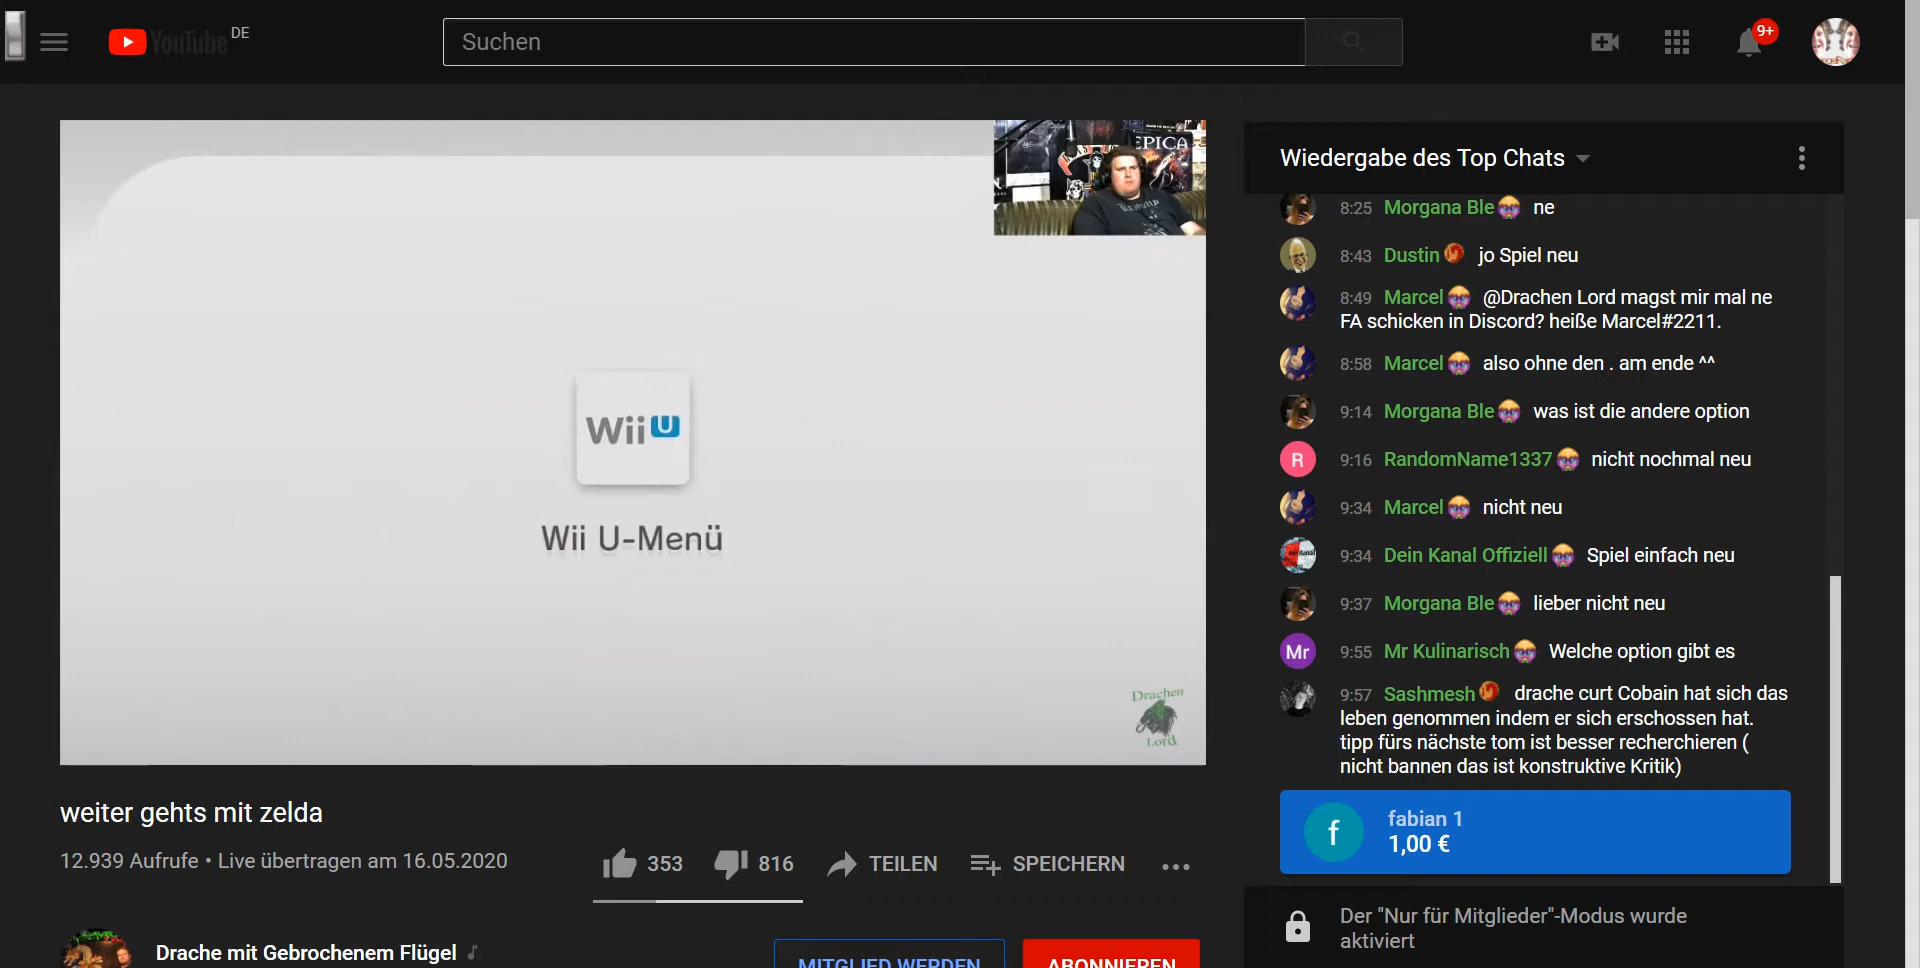 YouTube DE
Suchen
9+
EPICA
Wii U
Wii U-Menü
Drachen
Lord
weiter gehts mit zelda
12.939 Aufrufe • Live übertragen am 16.05.2020
353
816
TEILEN
SPEICHERN
Drache mit Gebrochenem Flügel
MITGLIED WERDEN
ABONNIEREN
Wiedergabe des Top Chats
8:25 Morgana Ble ne
8:43 Dustin jo Spiel neu
8:49 Marcel @Drachen Lord magst mir mal ne
FA schicken in Discord? heiße Marcel#2211.
8:58 Marcel also ohne den . am ende ^^
9:14 Morgana Ble was ist die andere option
R
9:16 RandomName1337 nicht nochmal neu
9:34 Marcel nicht neu
9:34 Dein Kanal Offiziell Spiel einfach neu
9:37 Morgana Ble lieber nicht neu
Mr
9:55 Mr Kulinarisch Welche option gibt es
9:57 Sashmesh drache curt Cobain hat sich das
leben genommen indem er sich erschossen hat.
tipp fürs nächste tom ist besser recherchieren (
nicht bannen das ist konstruktive Kritik)
f
fabian 1
1,00 €
Der "Nur für Mitglieder"-Modus wurde
aktiviert